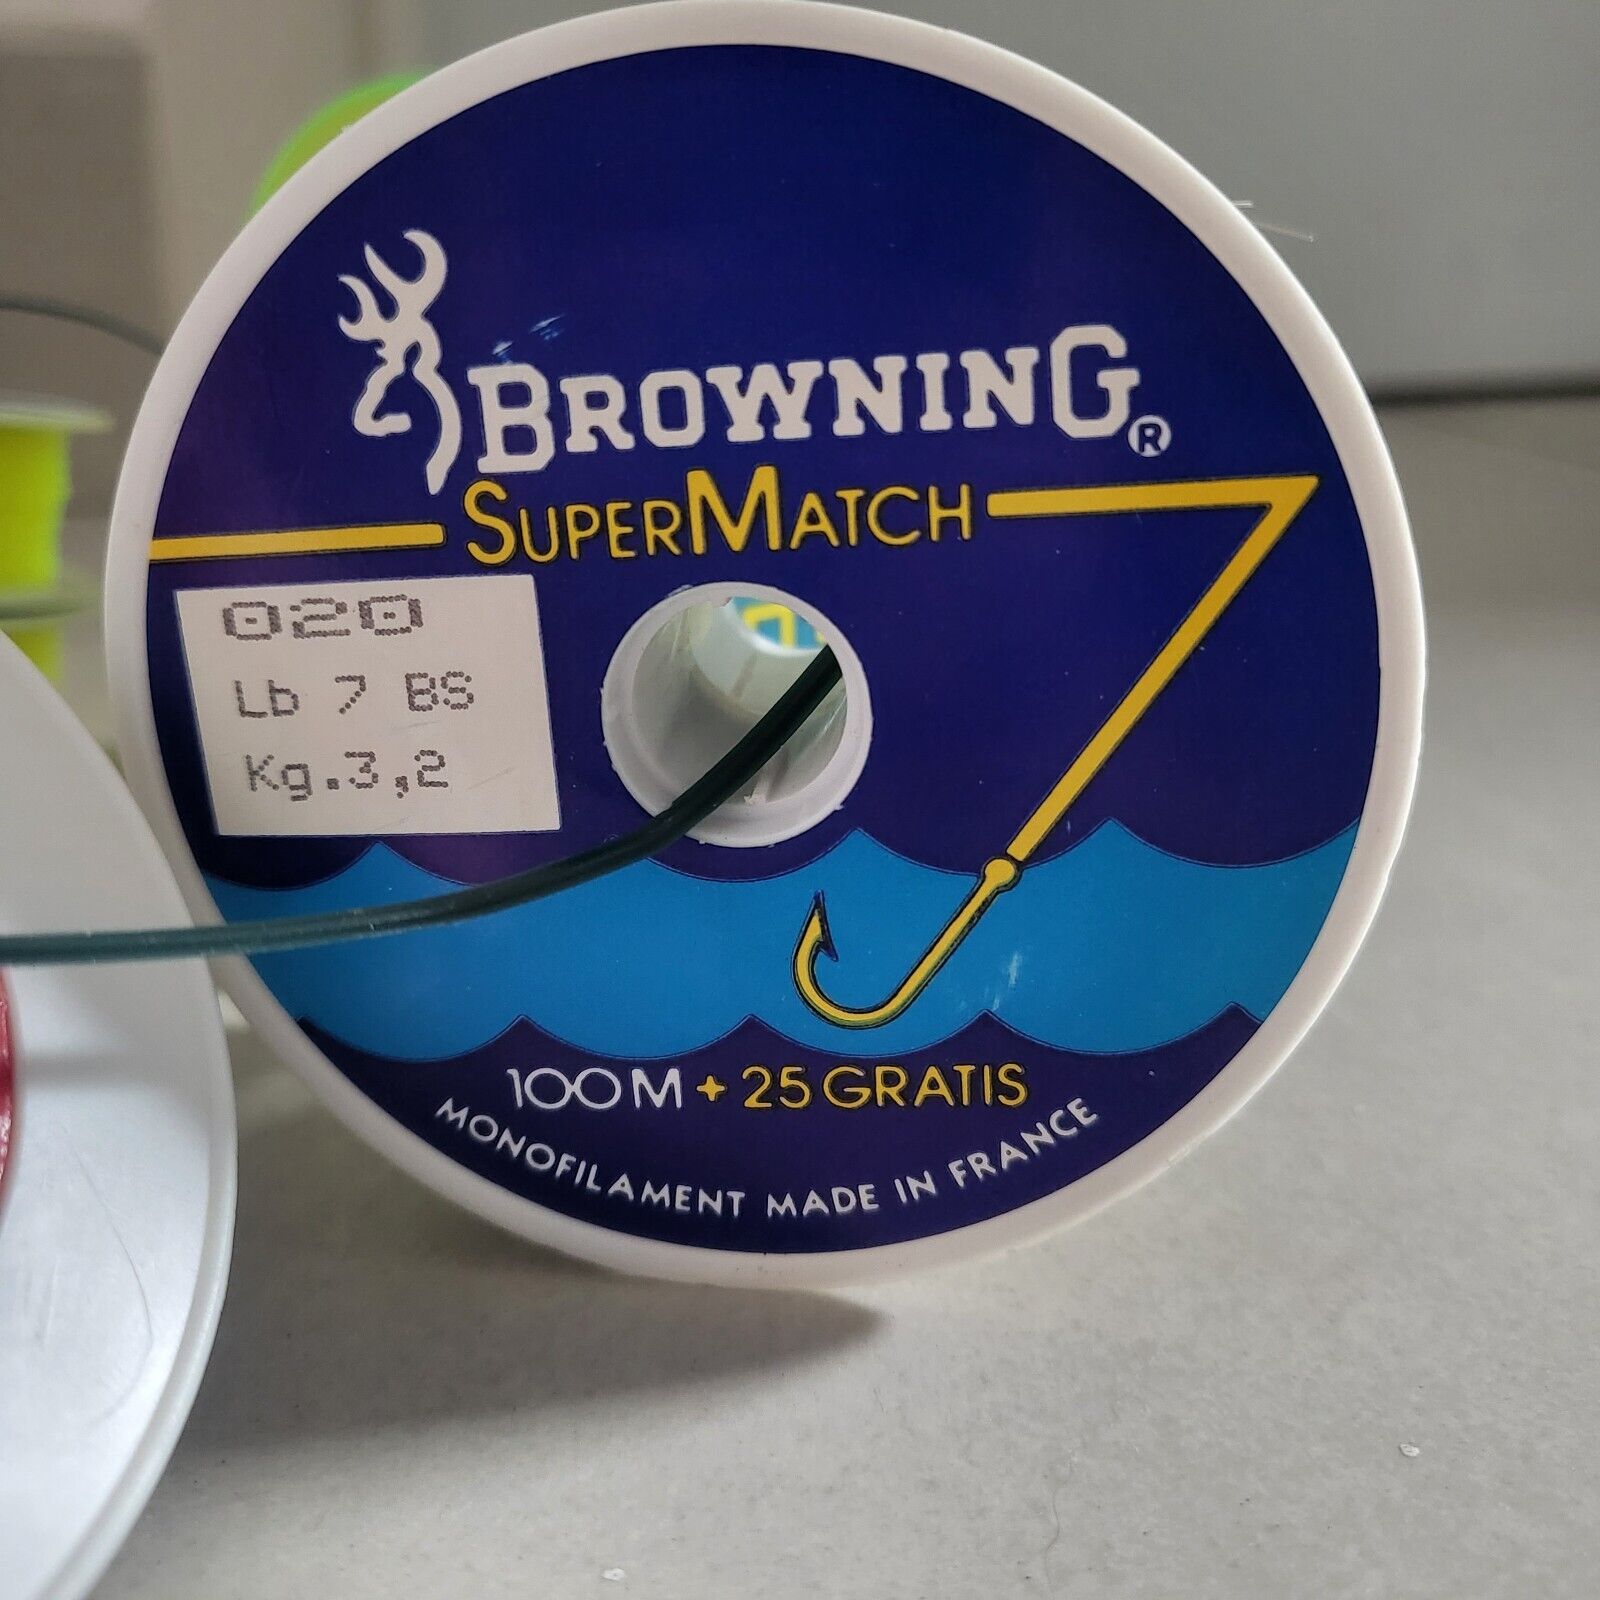 BROWNING®
SUPERMATCH
020
Lb 7 BS
Kg.3,2
100M + 25 GRATIS
MONOFILAMENT MADE IN FRANCE